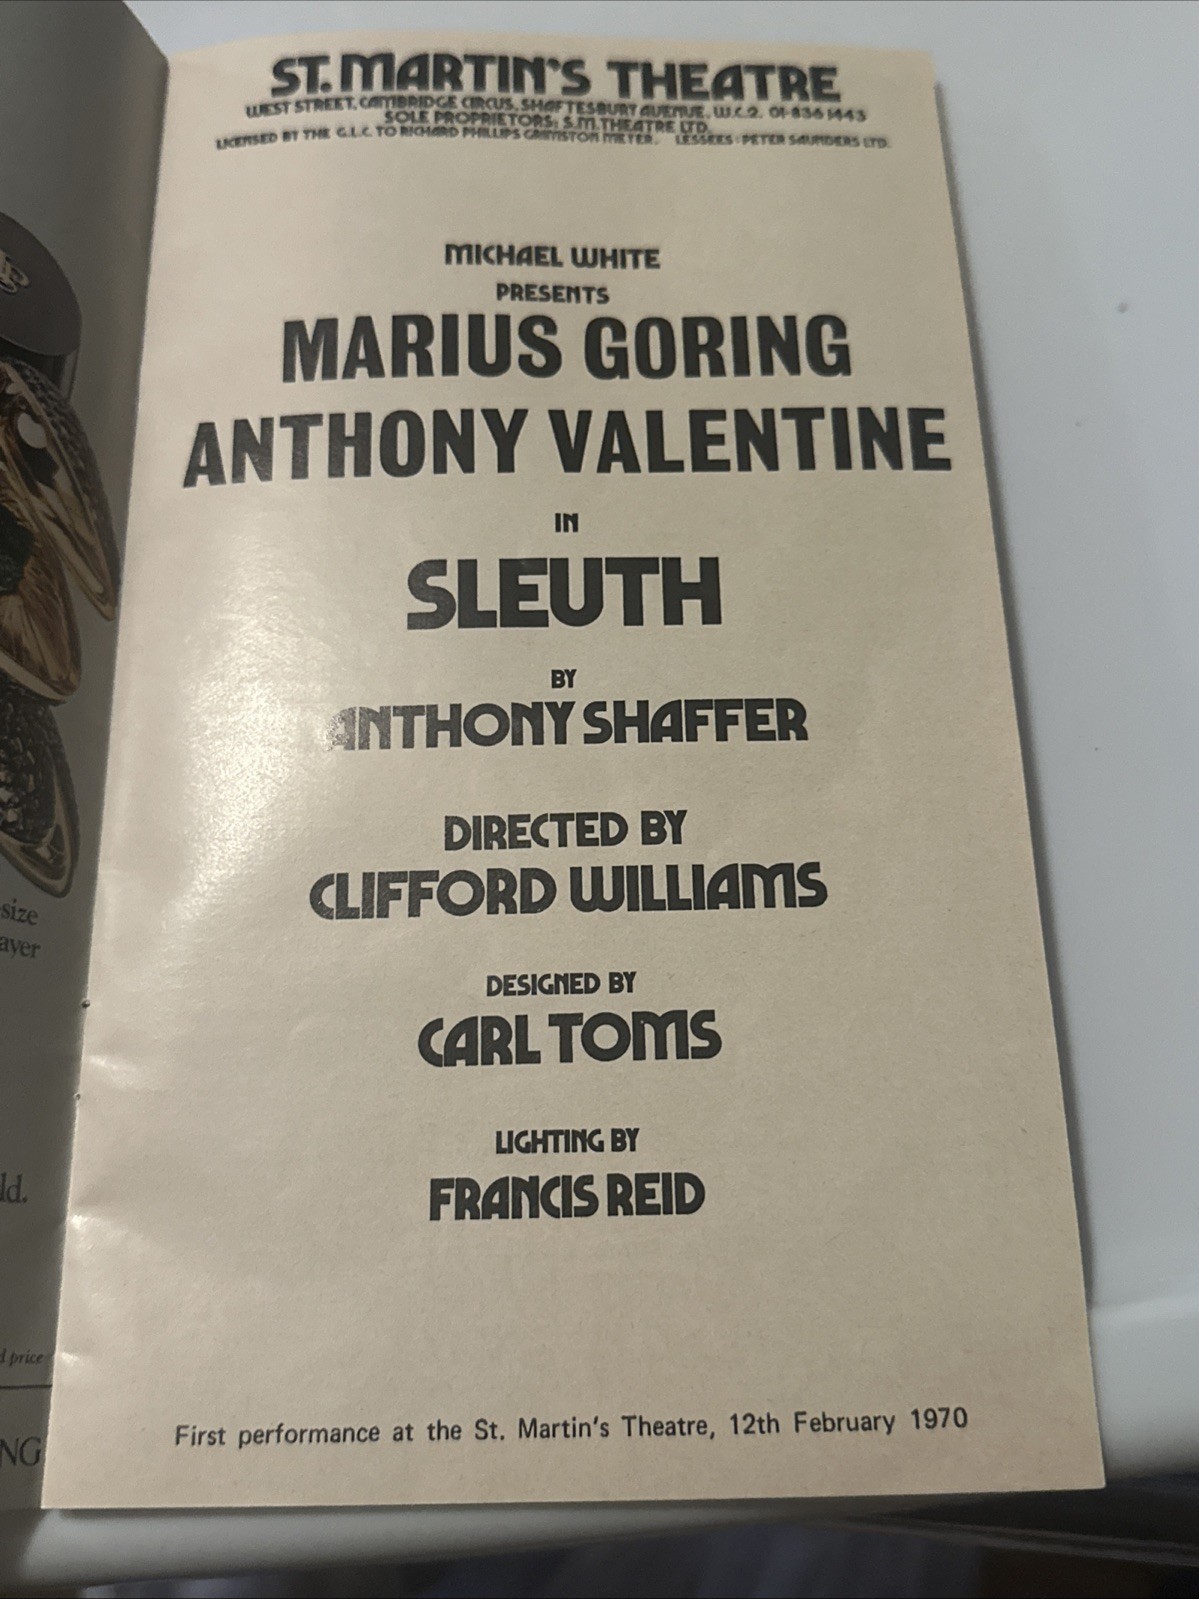 ST. MARTIN'S THEATRE
WEST STREET, CAMBRIDGE CIRCUS, SHAFTESBURY AVENUE, W.C.2. 01-836 1443
SOLE PROPRIETORS: S.M. THEATRE LTD.
LICENSED BY THE G.L.C. TO RICHARD PHILLIPS GRIMSTON MEYER. LESSEES: PETER SAUNDERS LTD.
MICHAEL WHITE
PRESENTS
MARIUS GORING
ANTHONY VALENTINE
IN
SLEUTH
BY
ANTHONY SHAFFER
DIRECTED BY
CLIFFORD WILLIAMS
DESIGNED BY
CARL TOMS
LIGHTING BY
FRANCIS REID
First performance at the St. Martin's Theatre, 12th February 1970
size
ayer
ld.
d price
NG